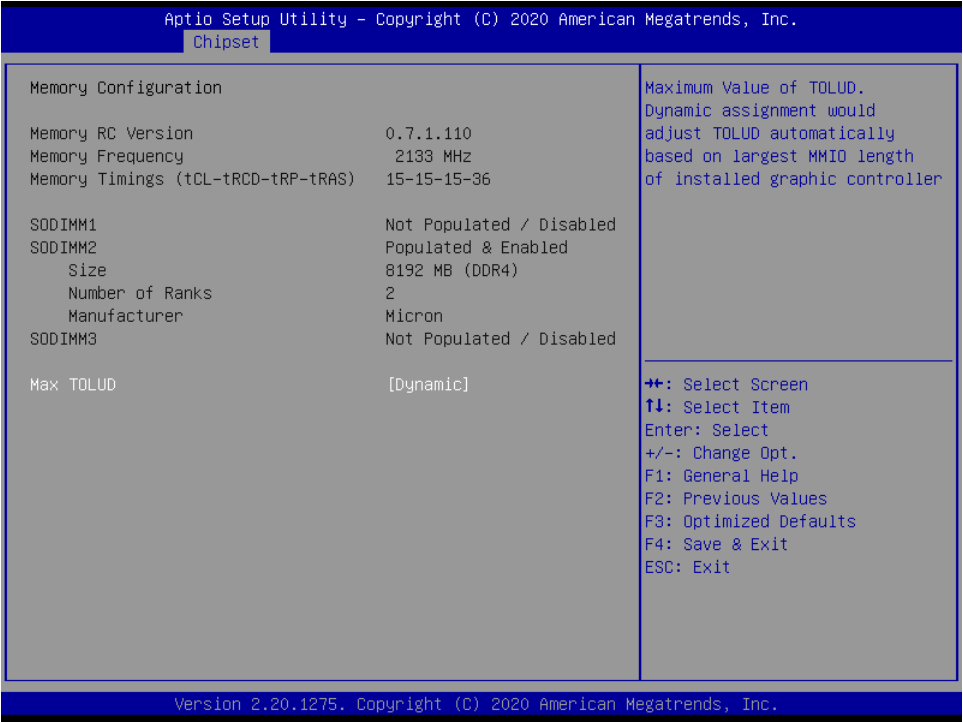 Aptio Setup Utility – Copyright (C) 2020 American Megatrends, Inc.
Chipset
Memory Configuration
Memory RC Version 0.7.1.110
Memory Frequency 2133 MHz
Memory Timings (tCL-tRCD-tRP-tRAS) 15-15-15-36
SODIMM1 Not Populated / Disabled
SODIMM2 Populated & Enabled
Size 8192 MB (DDR4)
Number of Ranks 2
Manufacturer Micron
SODIMM3 Not Populated / Disabled
Max TOLUD [Dynamic]
Maximum Value of TOLUD.
Dynamic assignment would
adjust TOLUD automatically
based on largest MMIO length
of installed graphic controller
→←: Select Screen
↑↓: Select Item
Enter: Select
+/-: Change Opt.
F1: General Help
F2: Previous Values
F3: Optimized Defaults
F4: Save & Exit
ESC: Exit
Version 2.20.1275. Copyright (C) 2020 American Megatrends, Inc.